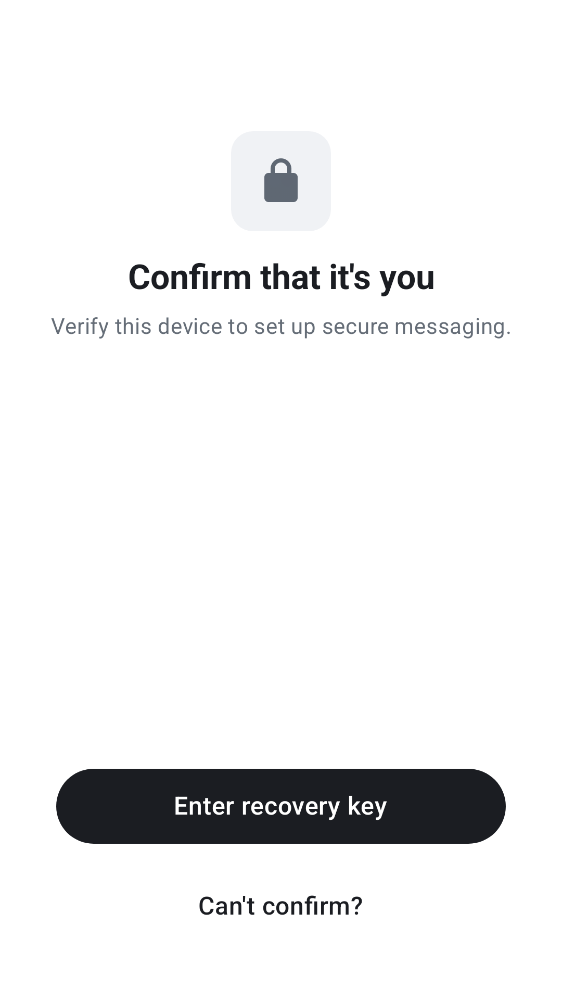 Confirm that it's you
Verify this device to set up secure messaging.
Enter recovery key
Can't confirm?